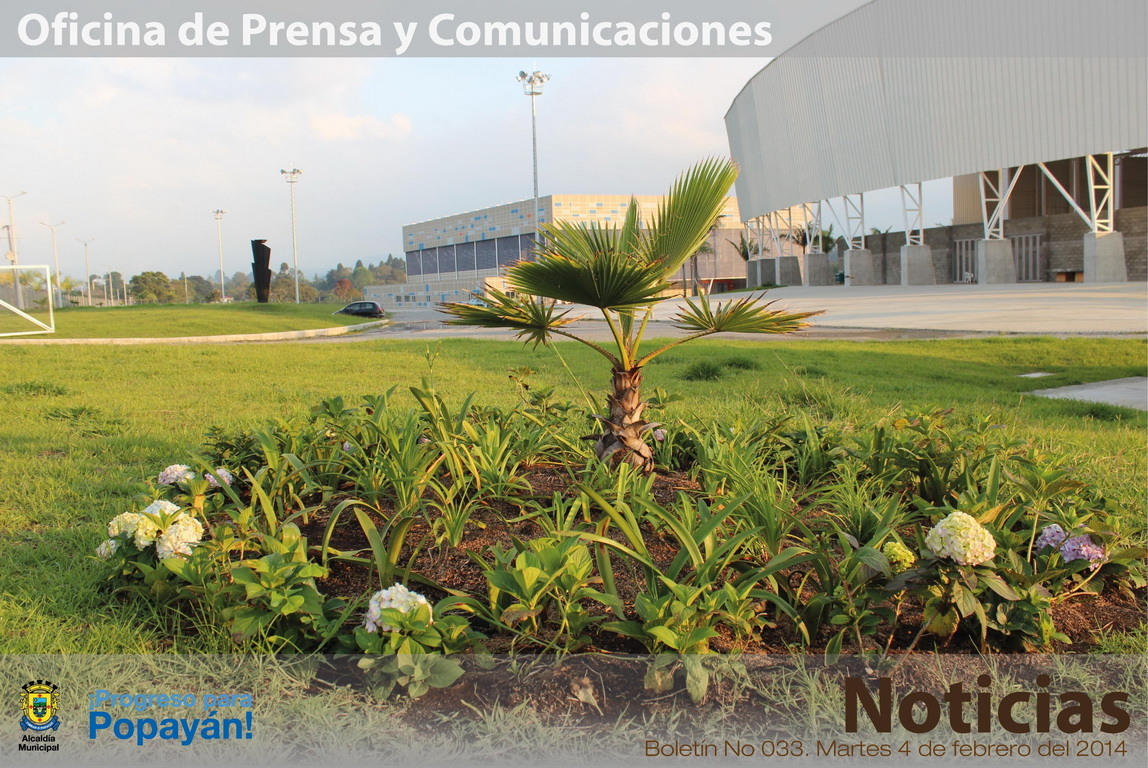 Oficina de Prensa y Comunicaciones
Alcaldía
Municipal
¡Progreso para
Popayán!
Noticias
Boletín No 033. Martes 4 de febrero del 2014